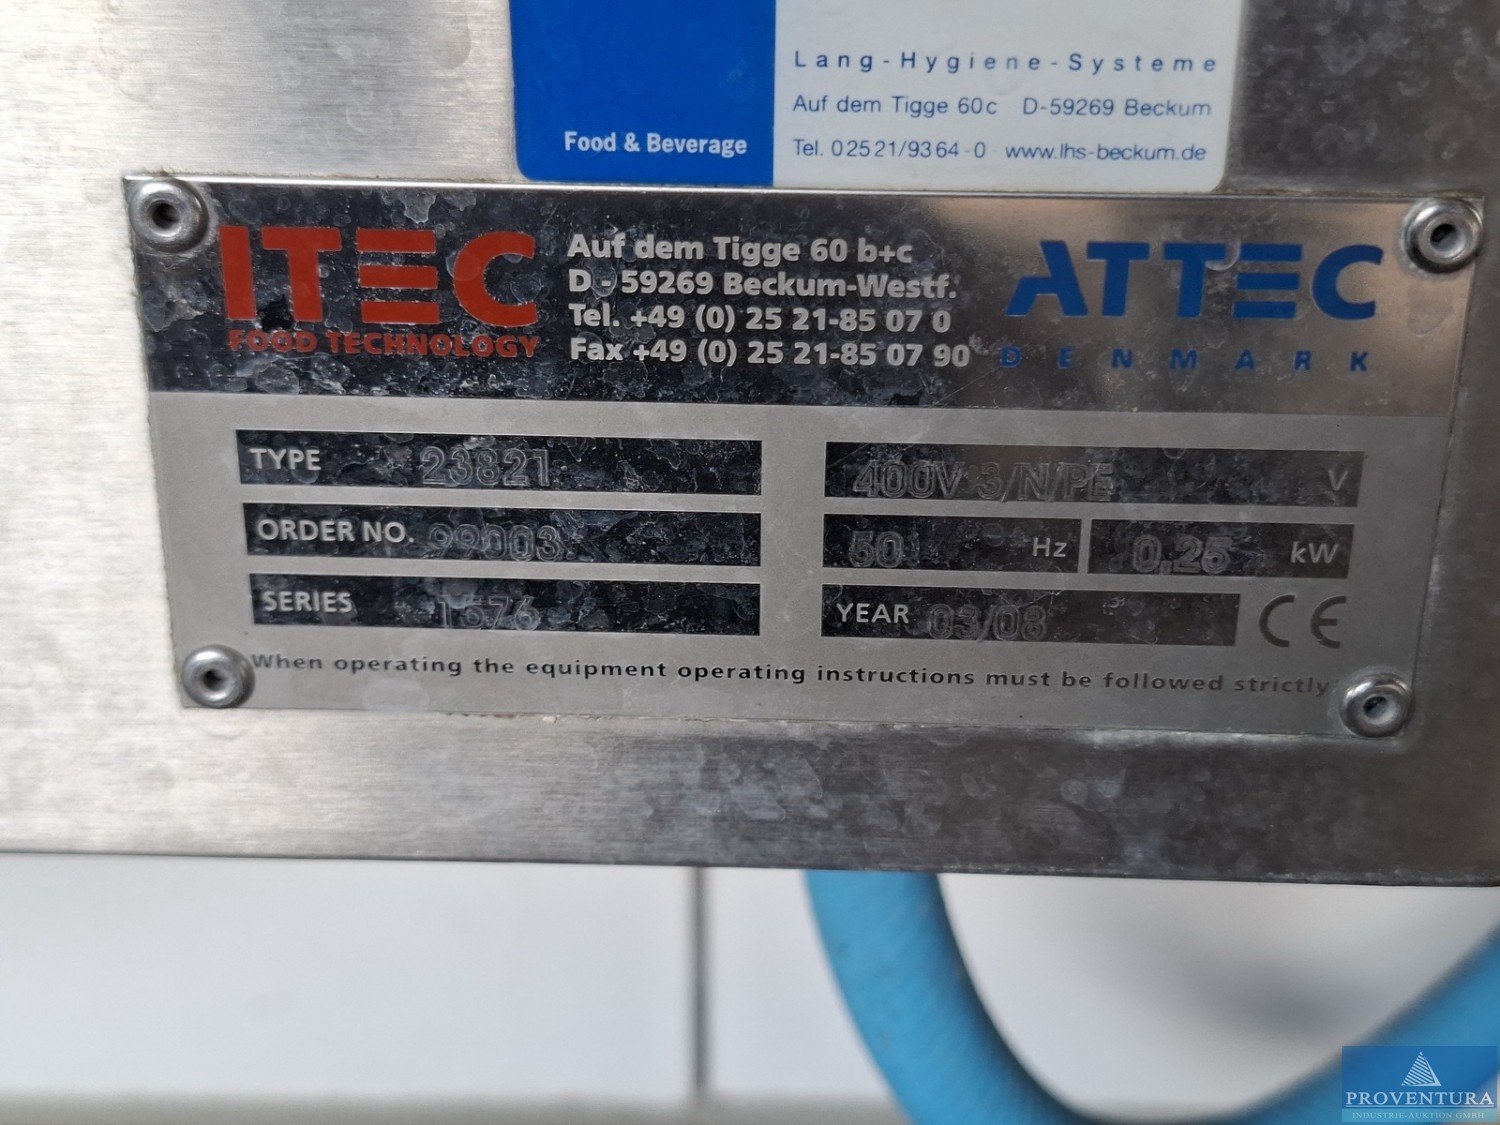 Food & Beverage
Lang-Hygiene-Systeme
Auf dem Tigge 60c D-59269 Beckum
Tel. 02521/9364-0 www.lhs-beckum.de
ITEC
FOOD TECHNOLOGY
Auf dem Tigge 60 b+c
D - 59269 Beckum-Westf.
Tel. +49 (0) 25 21-85 07 0
Fax +49 (0) 25 21-85 07 90
ATTEC
DENMARK
TYPE 23821
ORDER NO. 99003
SERIES 1576
400V 3/N/PE V
50 Hz 0,25 kW
YEAR 03/08 CE
When operating the equipment operating instructions must be followed strictly!
PROVENTURA
INDUSTRIE-AUKTION GMBH